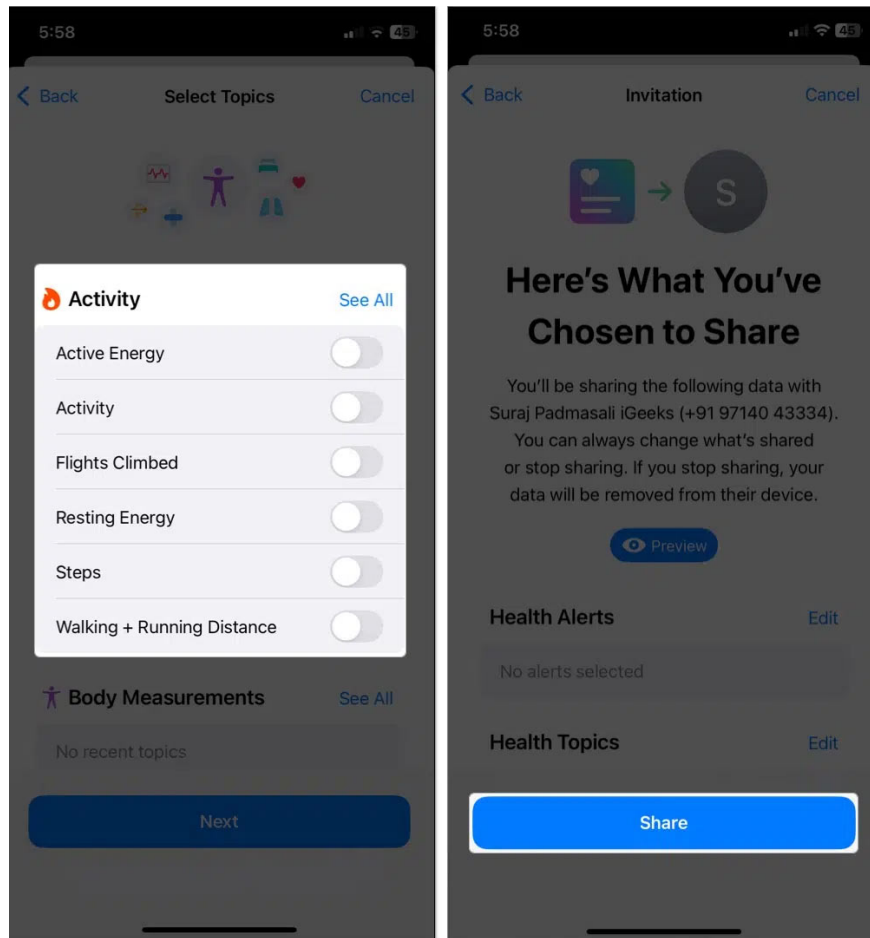 5:58
45
Back
Select Topics
Cancel
Activity
See All
Active Energy
Activity
Flights Climbed
Resting Energy
Steps
Walking + Running Distance
Body Measurements
See All
No recent topics
Next
5:58
45
Back
Invitation
Cancel
S
Here's What You've
Chosen to Share
You'll be sharing the following data with
Suraj Padmasali iGeeks (+91 97140 43334).
You can always change what's shared
or stop sharing. If you stop sharing, your
data will be removed from their device.
Preview
Health Alerts
Edit
No alerts selected
Health Topics
Edit
Share